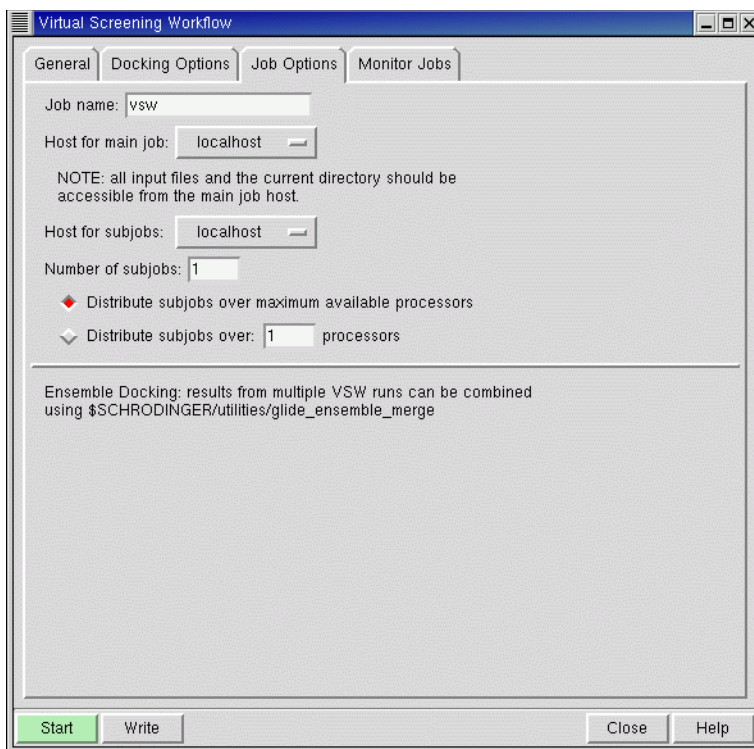 Virtual Screening Workflow
General Docking Options Job Options Monitor Jobs
Job name: vsw
Host for main job: localhost
NOTE: all input files and the current directory should be
accessible from the main job host.
Host for subjobs: localhost
Number of subjobs: 1
Distribute subjobs over maximum available processors
Distribute subjobs over: 1 processors
Ensemble Docking: results from multiple VSW runs can be combined
using $SCHRODINGER/utilities/glide_ensemble_merge
Start Write Close Help